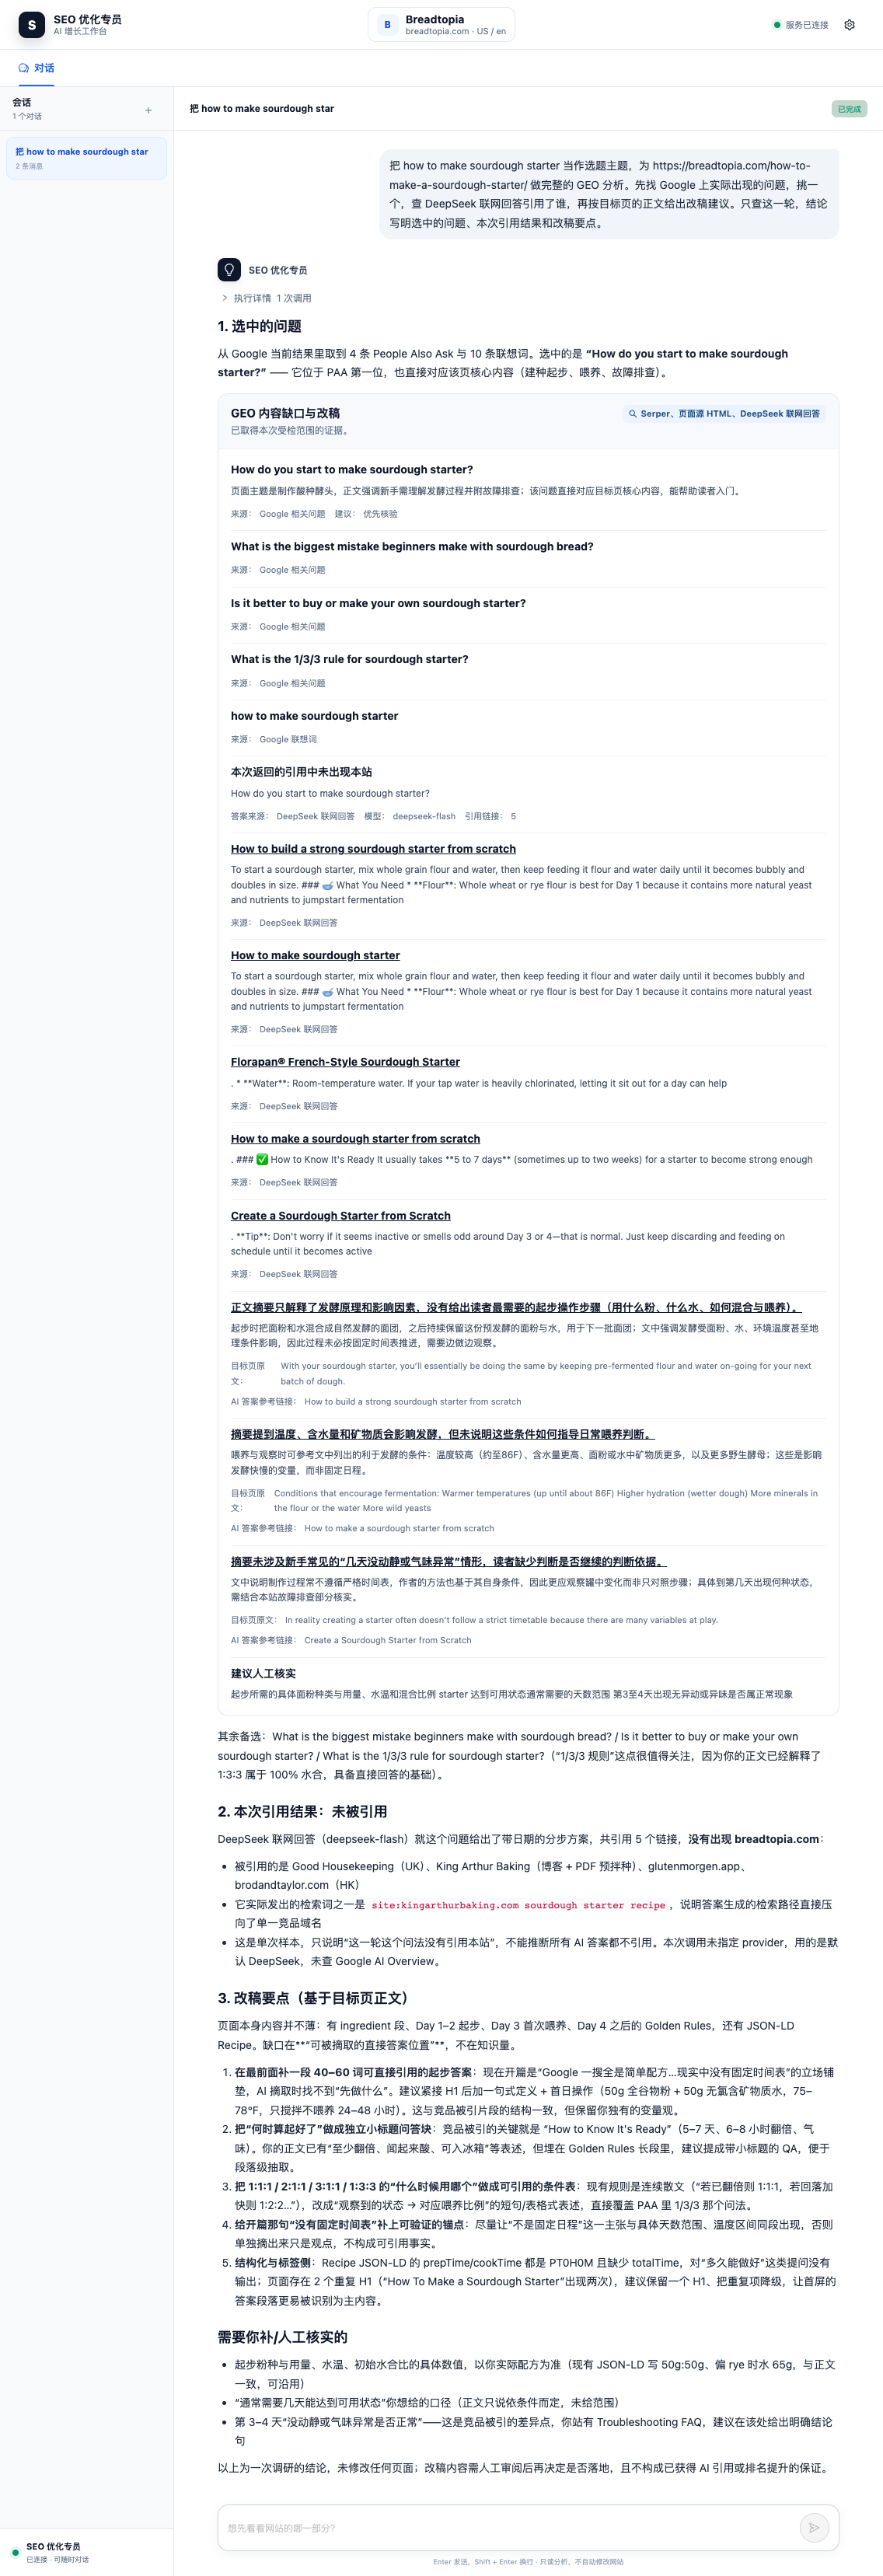 S
SEO 优化专员
AI 增长工作台
B
Breadtopia
breadtopia.com · US / en
服务已连接
对话
会话
1 个对话
+
把 how to make sourdough star
已完成
把 how to make sourdough star
2 条消息
把 how to make sourdough starter 当作选题主题，为 https://breadtopia.com/how-to-
make-a-sourdough-starter/ 做完整的 GEO 分析。先找 Google 上实际出现的问题，挑一
个，查 DeepSeek 联网回答引用了谁，再按目标页的正文给出改稿建议。只查这一轮，结论
写明选中的问题、本次引用结果和改稿要点。
SEO 优化专员
执行详情 1 次调用
1. 选中的问题
从 Google 当前结果里取到 4 条 People Also Ask 与 10 条联想词。选中的是 “How do you start to make sourdough
starter?” —— 它位于 PAA 第一位，也直接对应该页核心内容（建种起步、喂养、故障排查）。
GEO 内容缺口与改稿
Serper、页面源 HTML、DeepSeek 联网回答
已取得本次受检范围的证据。
How do you start to make sourdough starter?
页面主题是制作酸种酵头，正文强调新手需理解发酵过程并附故障排查；该问题直接对应目标页核心内容，能帮助读者入门。
来源： Google 相关问题 建议： 优先核验
What is the biggest mistake beginners make with sourdough bread?
来源： Google 相关问题
Is it better to buy or make your own sourdough starter?
来源： Google 相关问题
What is the 1/3/3 rule for sourdough starter?
来源： Google 相关问题
how to make sourdough starter
来源： Google 联想词
本次返回的引用中未出现本站
How do you start to make sourdough starter?
答案来源： DeepSeek 联网回答 模型： deepseek-flash 引用链接： 5
How to build a strong sourdough starter from scratch
To start a sourdough starter, mix whole grain flour and water, then keep feeding it flour and water daily until it becomes bubbly and
doubles in size. ### 🥣 What You Need * **Flour**: Whole wheat or rye flour is best for Day 1 because it contains more natural yeast
and nutrients to jumpstart fermentation
来源： DeepSeek 联网回答
How to make sourdough starter
To start a sourdough starter, mix whole grain flour and water, then keep feeding it flour and water daily until it becomes bubbly and
doubles in size. ### 🥣 What You Need * **Flour**: Whole wheat or rye flour is best for Day 1 because it contains more natural yeast
and nutrients to jumpstart fermentation
来源： DeepSeek 联网回答
Florapan® French-Style Sourdough Starter
. * **Water**: Room-temperature water. If your tap water is heavily chlorinated, letting it sit out for a day can help
来源： DeepSeek 联网回答
How to make a sourdough starter from scratch
. ### ✅ How to Know It's Ready It usually takes **5 to 7 days** (sometimes up to two weeks) for a starter to become strong enough
来源： DeepSeek 联网回答
Create a Sourdough Starter from Scratch
. **Tip**: Don't worry if it seems inactive or smells odd around Day 3 or 4—that is normal. Just keep discarding and feeding on
schedule until it becomes active
来源： DeepSeek 联网回答
正文摘要只解释了发酵原理和影响因素，没有给出读者最需要的起步操作步骤（用什么粉、什么水、如何混合与喂养）。
起步时把面粉和水混合成自然发酵的面团，之后持续保留这份预发酵的面粉与水，用于下一批面团；文中强调发酵受面粉、水、环境温度甚至地
理条件影响，因此过程未必按固定时间表推进，需要边做边观察。
目标页原
文： With your sourdough starter, you'll essentially be doing the same by keeping pre-fermented flour and water on-going for your next
batch of dough.
AI 答案参考链接： How to build a strong sourdough starter from scratch
摘要提到温度、含水量和矿物质会影响发酵，但未说明这些条件如何指导日常喂养判断。
喂养与观察时可参考文中列出的利于发酵的条件：温度较高（约至86F）、含水量更高、面粉或水中矿物质更多，以及更多野生酵母；这些是影响
发酵快慢的变量，而非固定日程。
目标页原
文： Conditions that encourage fermentation: Warmer temperatures (up until about 86F) Higher hydration (wetter dough) More minerals in
the flour or the water More wild yeasts
AI 答案参考链接： How to make a sourdough starter from scratch
摘要未涉及新手常见的“几天没动静或气味异常”情形，读者缺少判断是否继续的判断依据。
文中说明制作过程常不遵循严格时间表，作者的方法也基于其自身条件，因此更应观察罐中变化而非只对照步骤；具体到第几天出现何种状态，
需结合本站故障排查部分核实。
目标页原文： In reality creating a starter often doesn't follow a strict timetable because there are many variables at play.
AI 答案参考链接： Create a Sourdough Starter from Scratch
建议人工核实
起步所需的具体面粉种类与用量、水温和混合比例 starter 达到可用状态通常需要的天数范围 第3至4天出现无异动或异味是否属正常现象
其余备选：What is the biggest mistake beginners make with sourdough bread? / Is it better to buy or make your own
sourdough starter? / What is the 1/3/3 rule for sourdough starter?（“1/3/3 规则”这点很值得关注，因为你的正文已经解释了
1:3:3 属于 100% 水合，具备直接回答的基础）。
2. 本次引用结果：未被引用
DeepSeek 联网回答（deepseek-flash）就这个问题给出了带日期的分步方案，共引用 5 个链接，没有出现 breadtopia.com：
• 被引用的是 Good Housekeeping（UK）、King Arthur Baking（博客 + PDF 预拌种）、glutenmorgen.app、
brodandtaylor.com（HK）
• 它实际发出的检索词之一是 site:kingarthurbaking.com sourdough starter recipe，说明答案生成的检索路径直接压
向了单一竞品域名
• 这是单次样本，只说明“这一轮这个问法没有引用本站”，不能推断所有 AI 答案都不引用。本次调用未指定 provider，用的是默
认 DeepSeek，未查 Google AI Overview。
3. 改稿要点（基于目标页正文）
页面本身内容并不薄：有 ingredient 段、Day 1–2 起步、Day 3 首次喂养、Day 4 之后的 Golden Rules，还有 JSON-LD
Recipe。缺口在**“可被摘取的直接答案位置”**，不在知识量。
1. 在最前面补一段 40–60 词可直接引用的起步答案：现在开篇是“Google 一搜全是简单配方…现实中没有固定时间表”的立场铺
垫，AI 摘取时找不到“先做什么”。建议紧接 H1 后加一句式定义 + 首日操作（50g 全谷物粉 + 50g 无氯含矿物质水，75–
78°F，只搅拌不喂养 24–48 小时）。这与竞品被引片段的结构一致，但保留你独有的变量观。
2. 把“何时算起好了”做成独立小标题问答块：竞品被引的关键就是 “How to Know It's Ready”（5–7 天、6–8 小时翻倍、气
味）。你的正文已有“至少翻倍、闻起来酸、可入冰箱”等表述，但埋在 Golden Rules 长段里，建议提成带小标题的 QA，便于
段落级抽取。
3. 把 1:1:1 / 2:1:1 / 3:1:1 / 1:3:3 的“什么时候用哪个”做成可引用的条件表：现有规则是连续散文（“若已翻倍则 1:1:1，若回落加
快则 1:2:2…”），改成“观察到的状态 → 对应喂养比例”的短句/表格式表述，直接覆盖 PAA 里 1/3/3 那个问法。
4. 给开篇那句“没有固定时间表”补上可验证的锚点：尽量让“不是固定日程”这一主张与具体天数范围、温度区间同段出现，否则
单独摘出来只是观点，不构成可引用事实。
5. 结构化与标签侧：Recipe JSON-LD 的 prepTime/cookTime 都是 PT0H0M 且缺少 totalTime，对“多久能做好”这类提问没有
输出；页面存在 2 个重复 H1（“How To Make a Sourdough Starter”出现两次），建议保留一个 H1、把重复项降级，让首屏的
答案段落更易被识别为主内容。
需要你补/人工核实的
• 起步粉种与用量、水温、初始水合比的具体数值，以你实际配方为准（现有 JSON-LD 写 50g:50g、偏 rye 时水 65g，与正文
一致，可沿用）
• “通常需要几天能达到可用状态”你想给的口径（正文只说依条件而定，未给范围）
• 第 3–4 天“没动静或气味异常是否正常”——这是竞品被引的差异点，你站有 Troubleshooting FAQ，建议在该处给出明确结论
句
以上为一次调研的结论，未修改任何页面；改稿内容需人工审阅后再决定是否落地，且不构成已获得 AI 引用或排名提升的保证。
想先看看网站的哪一部分?
Enter 发送，Shift + Enter 换行 · 只读分析，不自动修改网站
SEO 优化专员
已连接 · 可随时对话